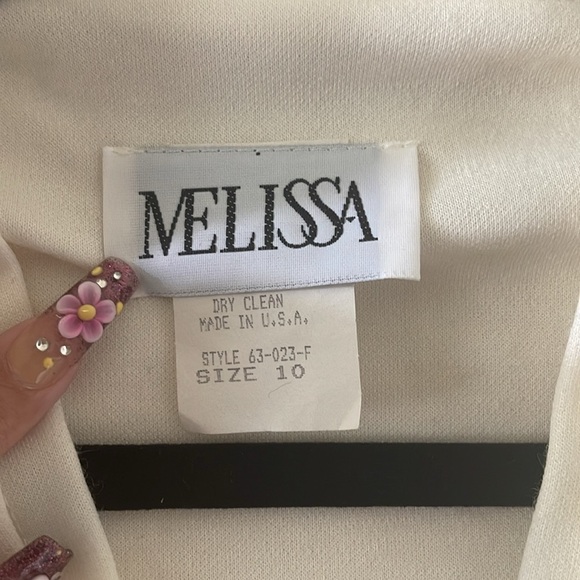 MELISSA
DRY CLEAN
MADE IN U.S.A.
STYLE 63-023-F
SIZE 10